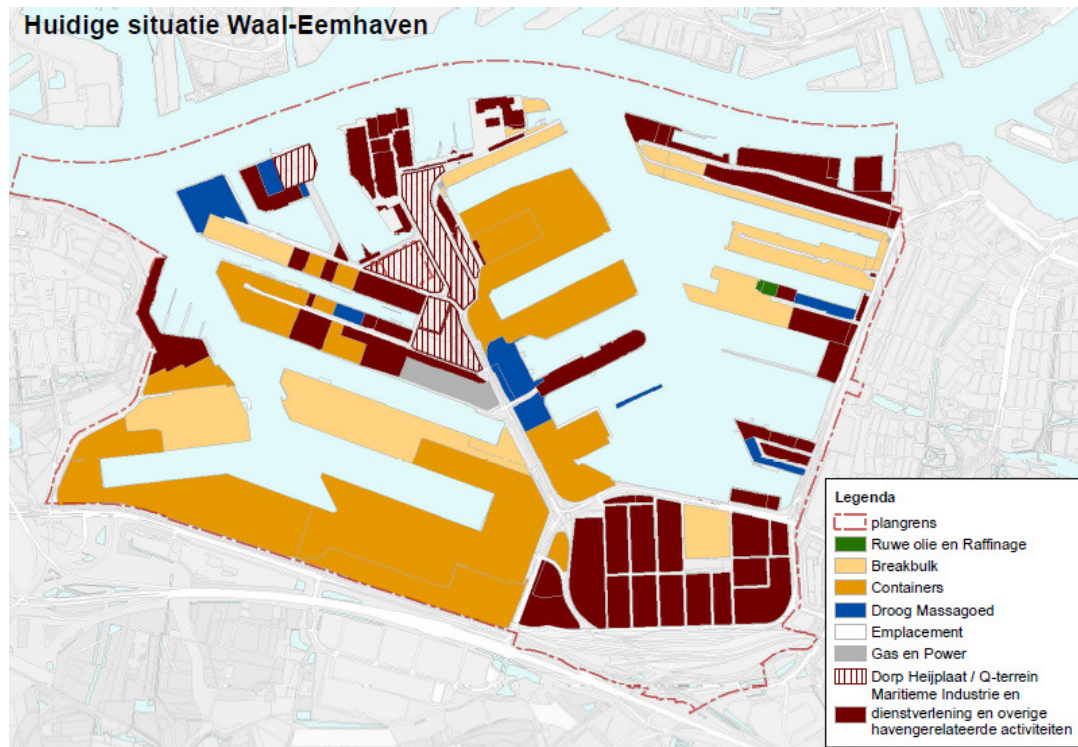 Huidige situatie Waal-Eemhaven
Legenda
plangrens
Ruwe olie en Raffinage
Breakbulk
Containers
Droog Massagoed
Emplacement
Gas en Power
Dorp Heijplaat / Q-terrein
Maritieme Industrie en
dienstverlening en overige
havengerelateerde activiteiten